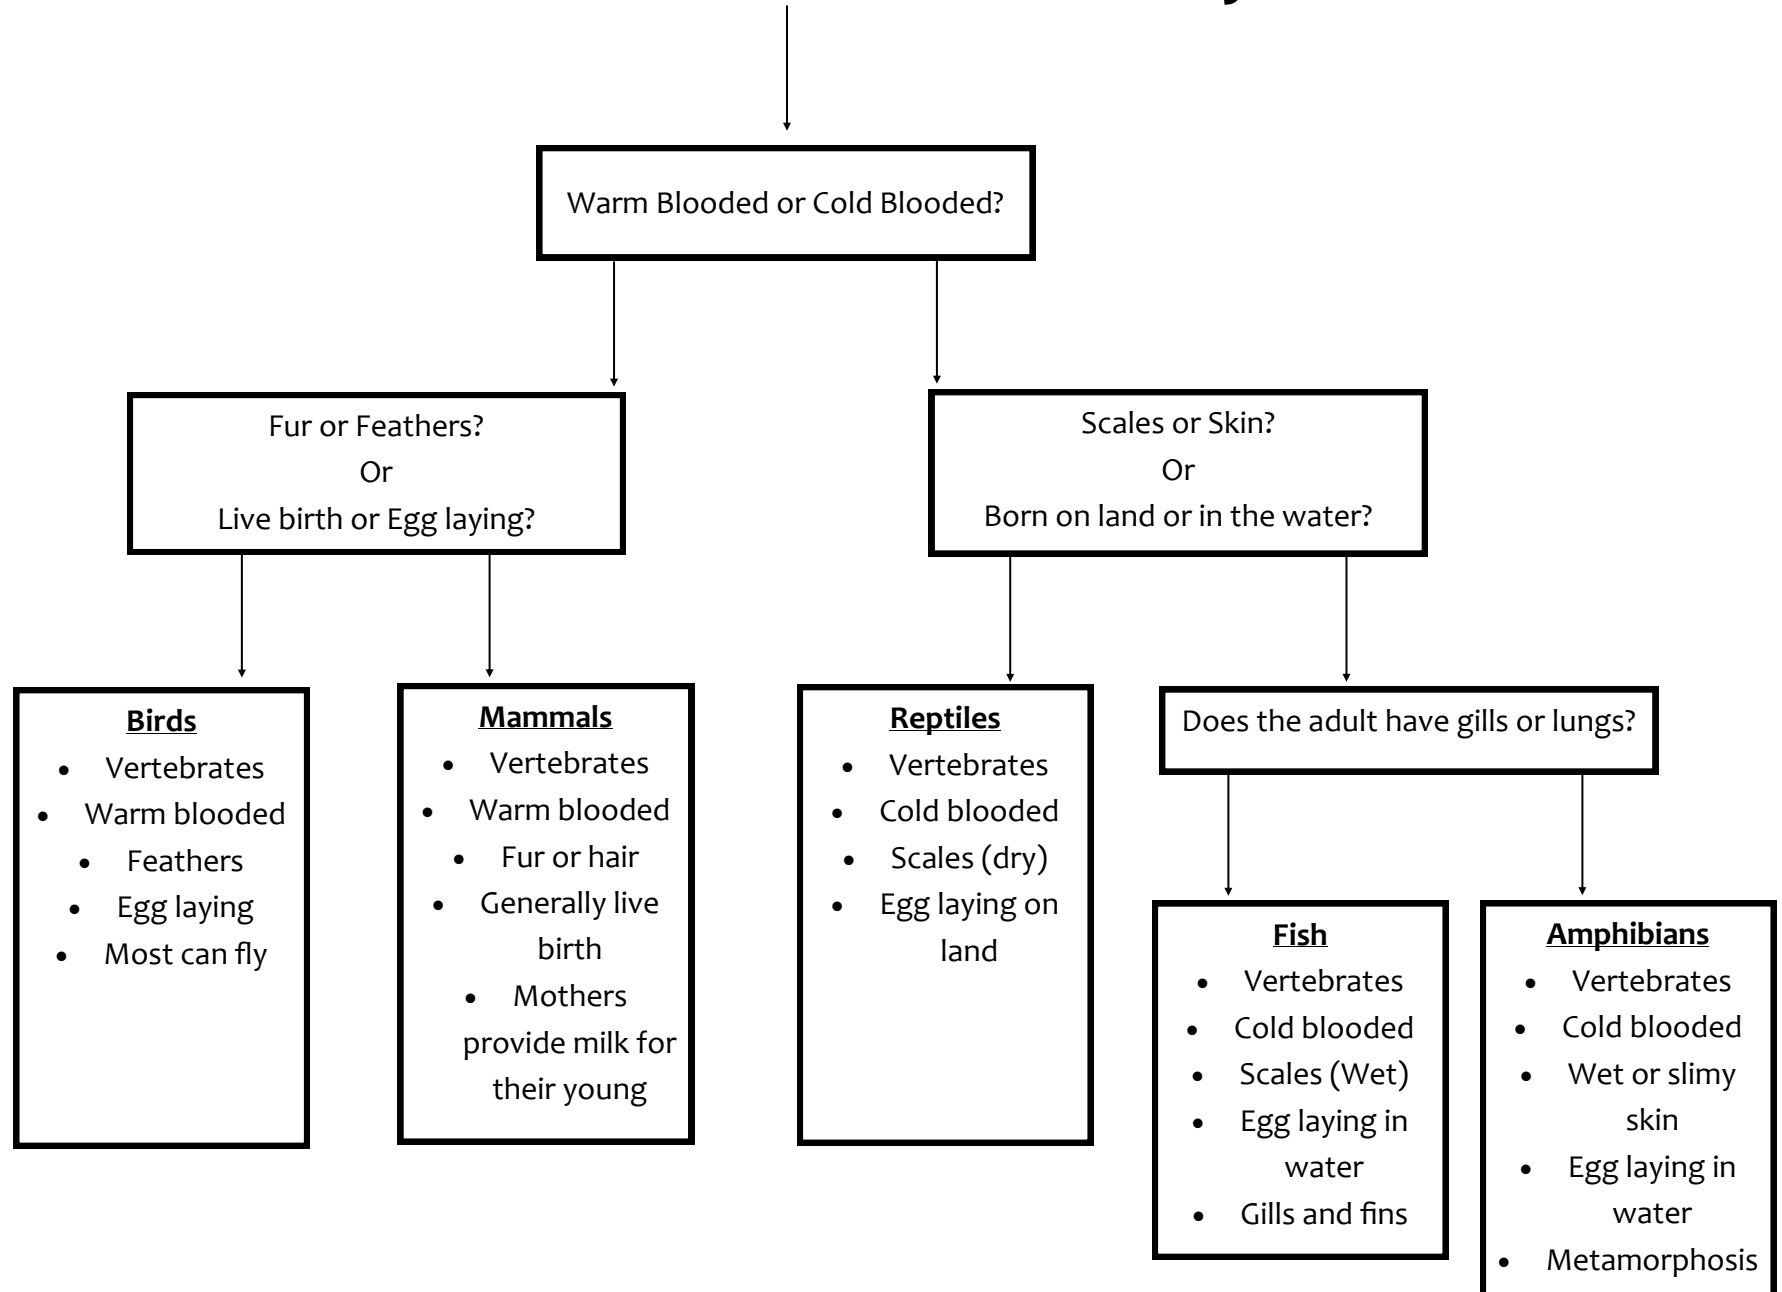 Warm Blooded or Cold Blooded?
Fur or Feathers?
Or
Live birth or Egg laying?
Scales or Skin?
Or
Born on land or in the water?
Birds
• Vertebrates
• Warm blooded
• Feathers
• Egg laying
• Most can fly
Mammals
• Vertebrates
• Warm blooded
• Fur or hair
• Generally live
birth
• Mothers
provide milk for
their young
Reptiles
• Vertebrates
• Cold blooded
• Scales (dry)
• Egg laying on
land
Does the adult have gills or lungs?
Fish
• Vertebrates
• Cold blooded
• Scales (Wet)
• Egg laying in
water
• Gills and fins
Amphibians
• Vertebrates
• Cold blooded
• Wet or slimy
skin
• Egg laying in
water
• Metamorphosis